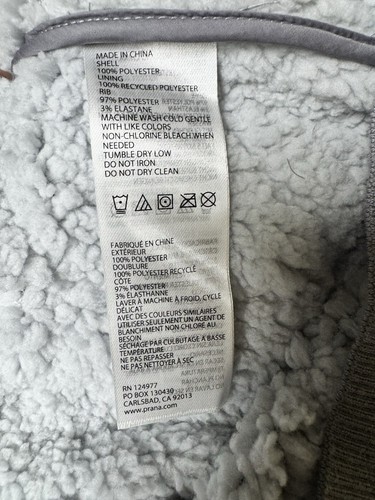 MADE IN CHINA
SHELL
100% POLYESTER
LINING
100% RECYCLED POLYESTER
RIB
97% POLYESTER
3% ELASTANE
MACHINE WASH COLD GENTLE
WITH LIKE COLORS
NON-CHLORINE BLEACH WHEN
NEEDED
TUMBLE DRY LOW
DO NOT IRON
DO NOT DRY CLEAN
FABRIQUÉ EN CHINE
EXTÉRIEUR
100% POLYESTER
DOUBLURE
100% POLYESTER RECYCLÉ
CÔTE
97% POLYESTER
3% ÉLASTHANNE
LAVER À MACHINE À FROID, CYCLE
DÉLICAT
AVEC DES COULEURS SIMILAIRES
UTILISER SEULEMENT UN AGENT DE
BLANCHIMENT NON CHLORÉ AU
BESOIN
SÉCHAGE PAR CULBUTAGE À BASSE
TEMPÉRATURE
NE PAS REPASSER
NE PAS NETTOYER À SEC
RN 124977
PO BOX 130430
CARLSBAD, CA 92013
www.prana.com